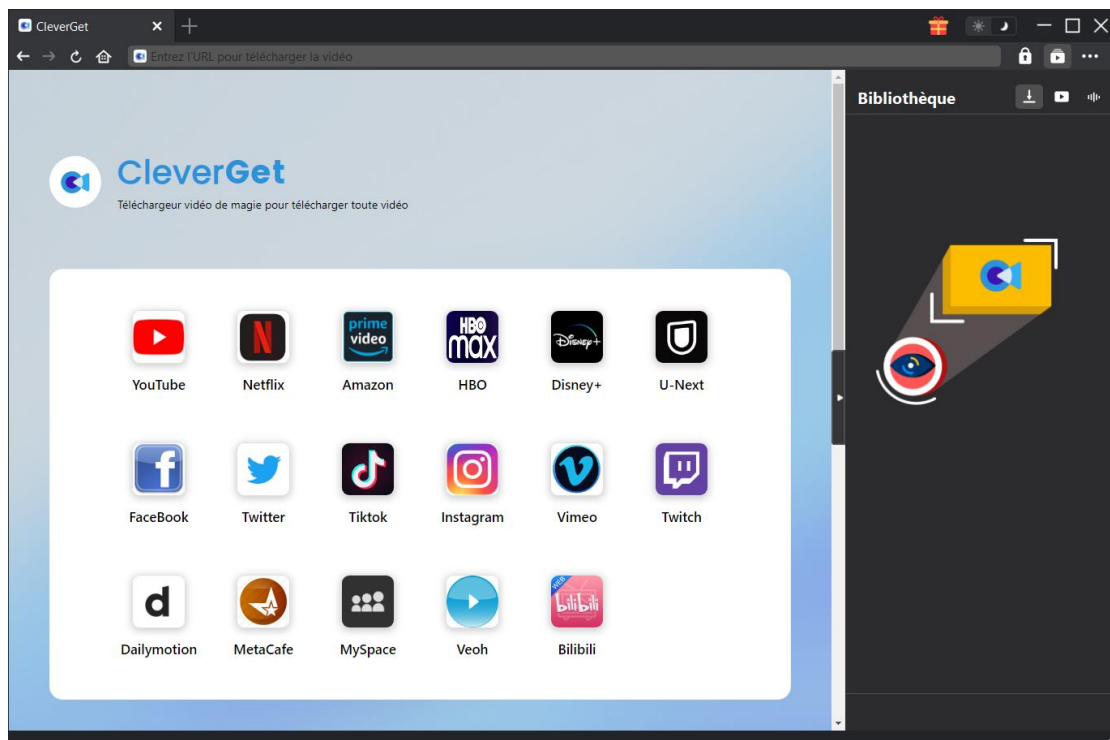 CleverGet
Entrez l'URL pour télécharger la vidéo
Bibliothèque
CleverGet
Téléchargeur vidéo de magie pour télécharger toute vidéo
prime video
HBO max
Disney+
YouTube Netflix Amazon HBO Disney+ U-Next
f
FaceBook Twitter Tiktok Instagram Vimeo Twitch
d
WEB
bilibili
Dailymotion MetaCafe MySpace Veoh Bilibili